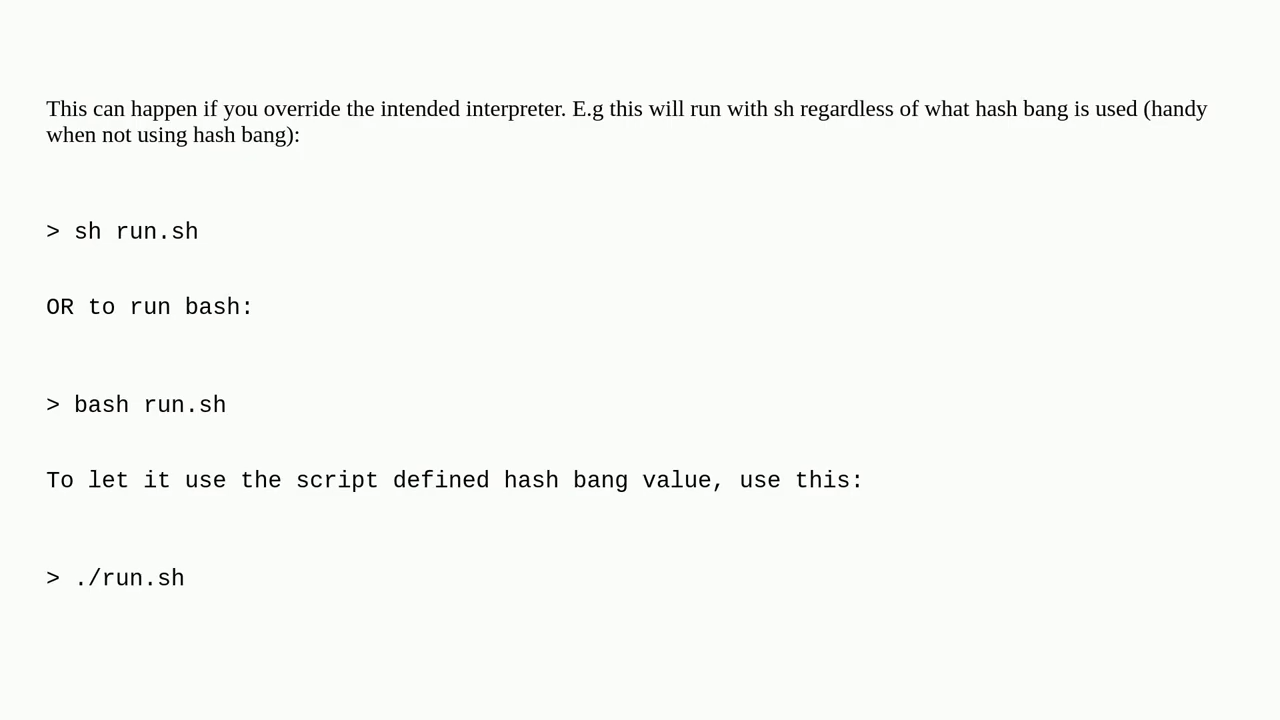 This can happen if you override the intended interpreter. E.g this will run with sh regardless of what hash bang is used (handy
when not using hash bang):
> sh run.sh
OR to run bash:
> bash run.sh
To let it use the script defined hash bang value, use this:
> ./run.sh